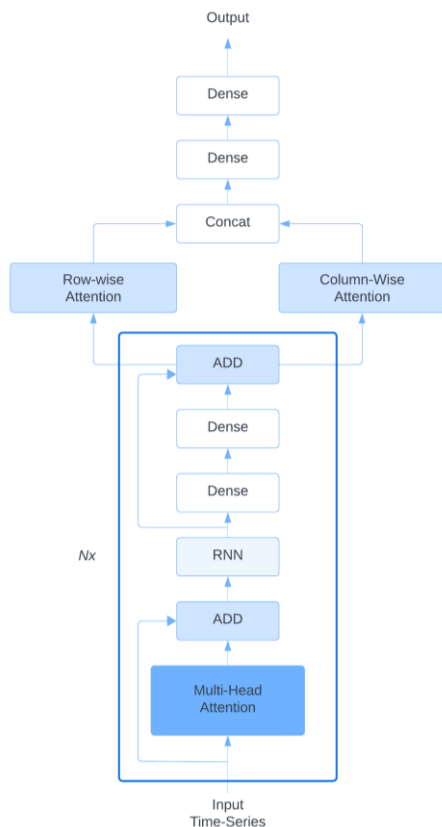 Output
Dense
Dense
Concat
Row-wise
Attention
Column-Wise
Attention
ADD
Dense
Dense
Nx
RNN
ADD
Multi-Head
Attention
Input
Time-Series